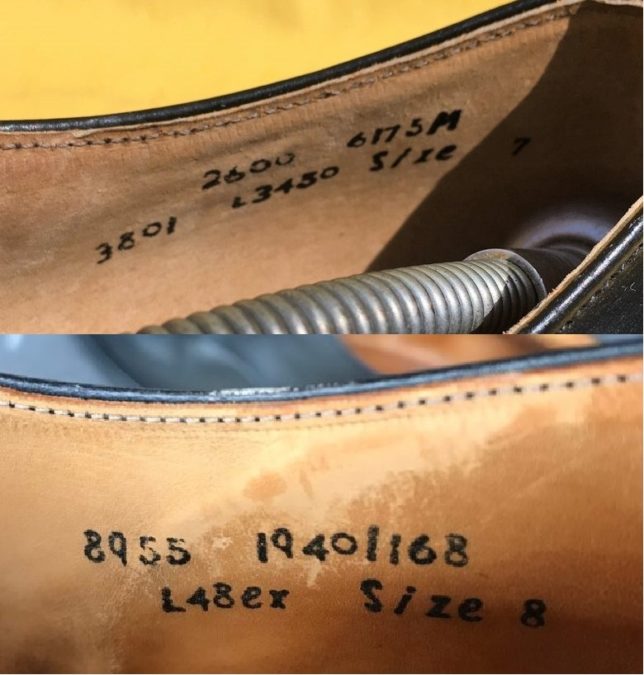 2600 6175M
3801 L3450 Size 7
8955 1940/168
L48ex Size 8